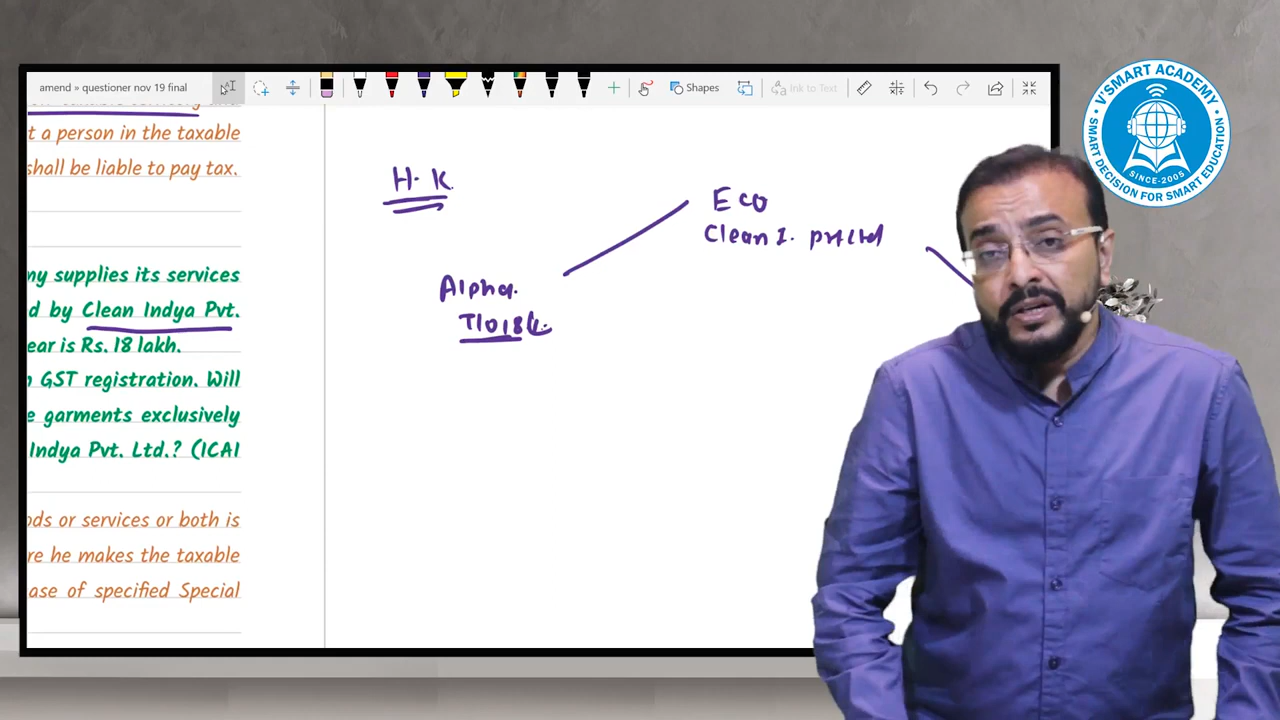 amend » questioner nov 19 final
Shapes
Ink to Text
t a person in the taxable
shall be liable to pay tax.
ny supplies its services
d by Clean Indya Pvt.
ear is Rs. 18 lakh.
n GST registration. Will
e garments exclusively
Indya Pvt. Ltd.? (ICAI
ods or services or both is
re he makes the taxable
ase of specified Special
H. K.
Eco
Clean I. pvt Ltd
Alpha.
T/o 18L.
V'SMART ACADEMY
SMART DECISION FOR SMART EDUCATION
SINCE-2005